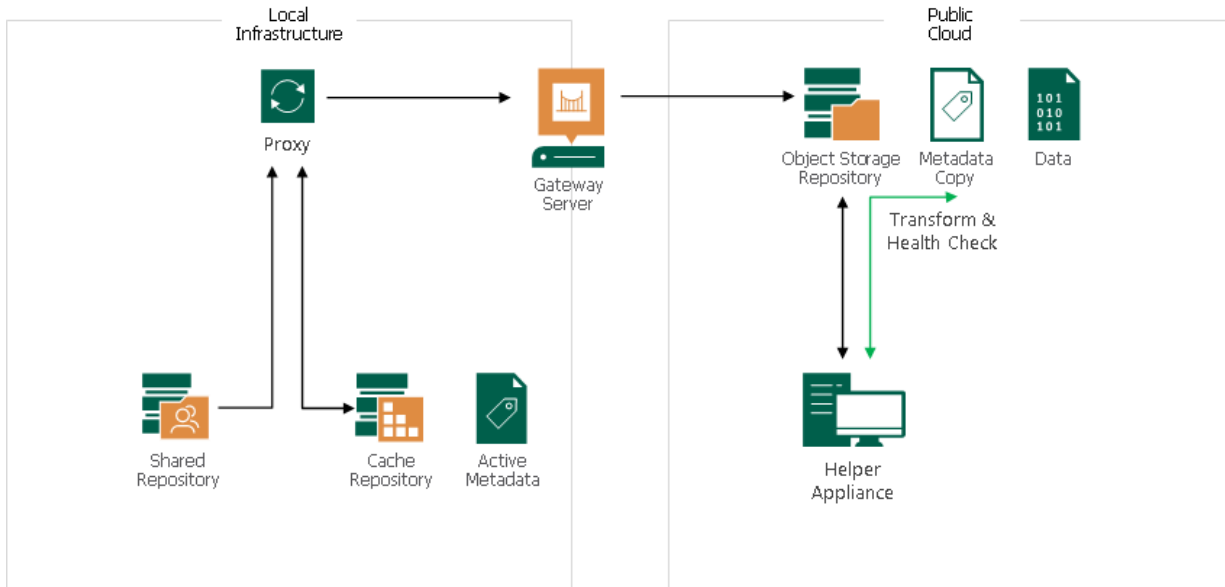 Local
Infrastructure
Public
Cloud
Proxy
Gateway
Server
Object Storage
Repository
Metadata
Copy
101
010
101
Data
Transform &
Health Check
Shared
Repository
Cache
Repository
Active
Metadata
Helper
Appliance